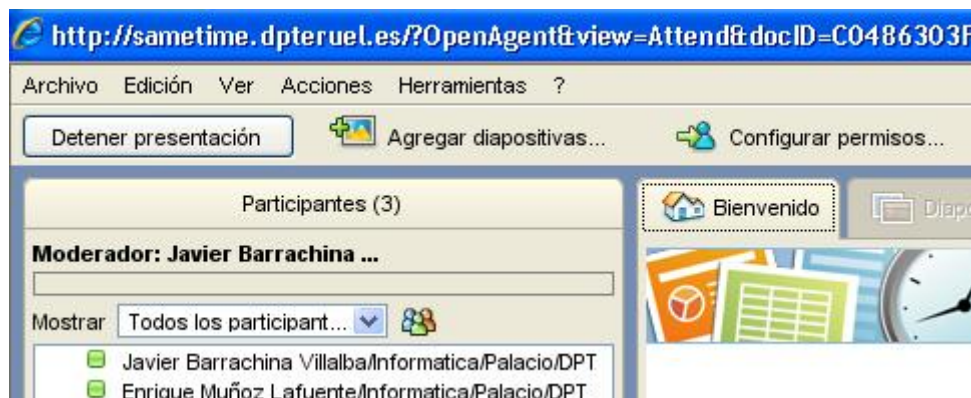 http://sametime.dpteruel.es/?OpenAgent&view=Attend&docID=C0486303
Archivo Edición Ver Acciones Herramientas ?
Detener presentación Agregar diapositivas... Configurar permisos...
Participantes (3)
Bienvenido
Moderador: Javier Barrachina ...
Mostrar Todos los participant...
Javier Barrachina Villalba/Informatica/Palacio/DPT
Enrique Muñoz Lafuente/Informatica/Palacio/DPT